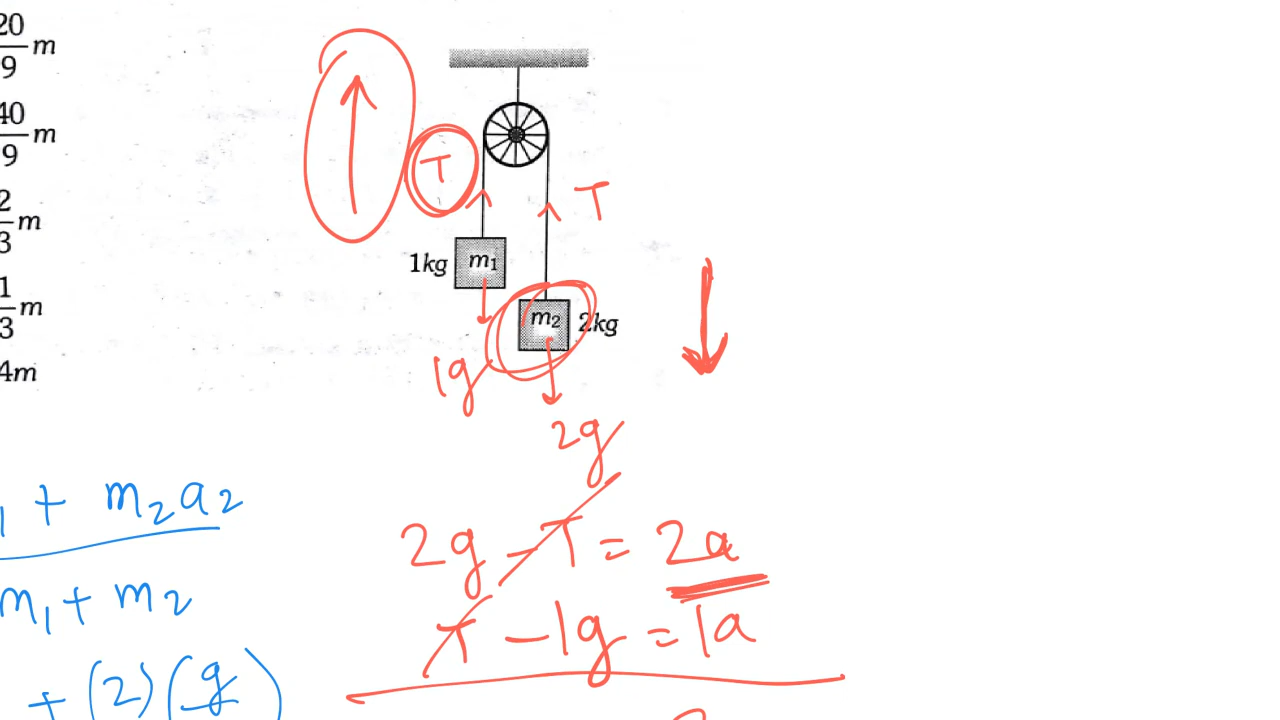 20/9 m
40/9 m
2/3 m
1/3 m
4m
T
T
1kg m₁
m₂ 2kg
1g
2g
1 + m₂a₂
m₁ + m₂
+ (2)(g
2g - T = 2a
T - 1g = 1a